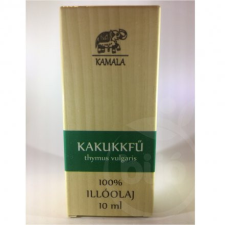 KAMALA
KAKUKKFŰ
thymus vulgaris
100%
ILLÓOLAJ
10 ml